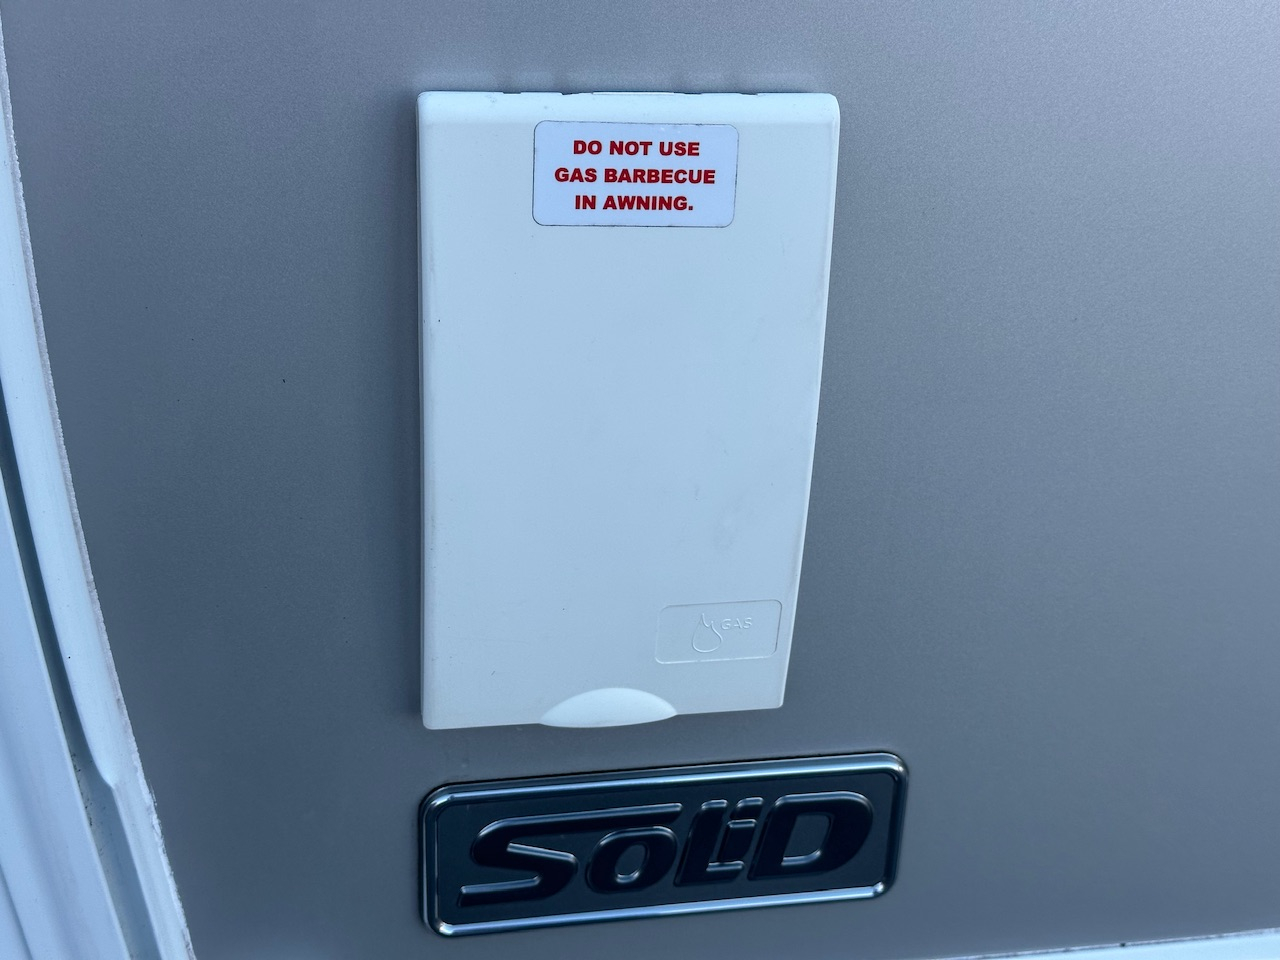 DO NOT USE
GAS BARBECUE
IN AWNING.
GAS
SOLiD